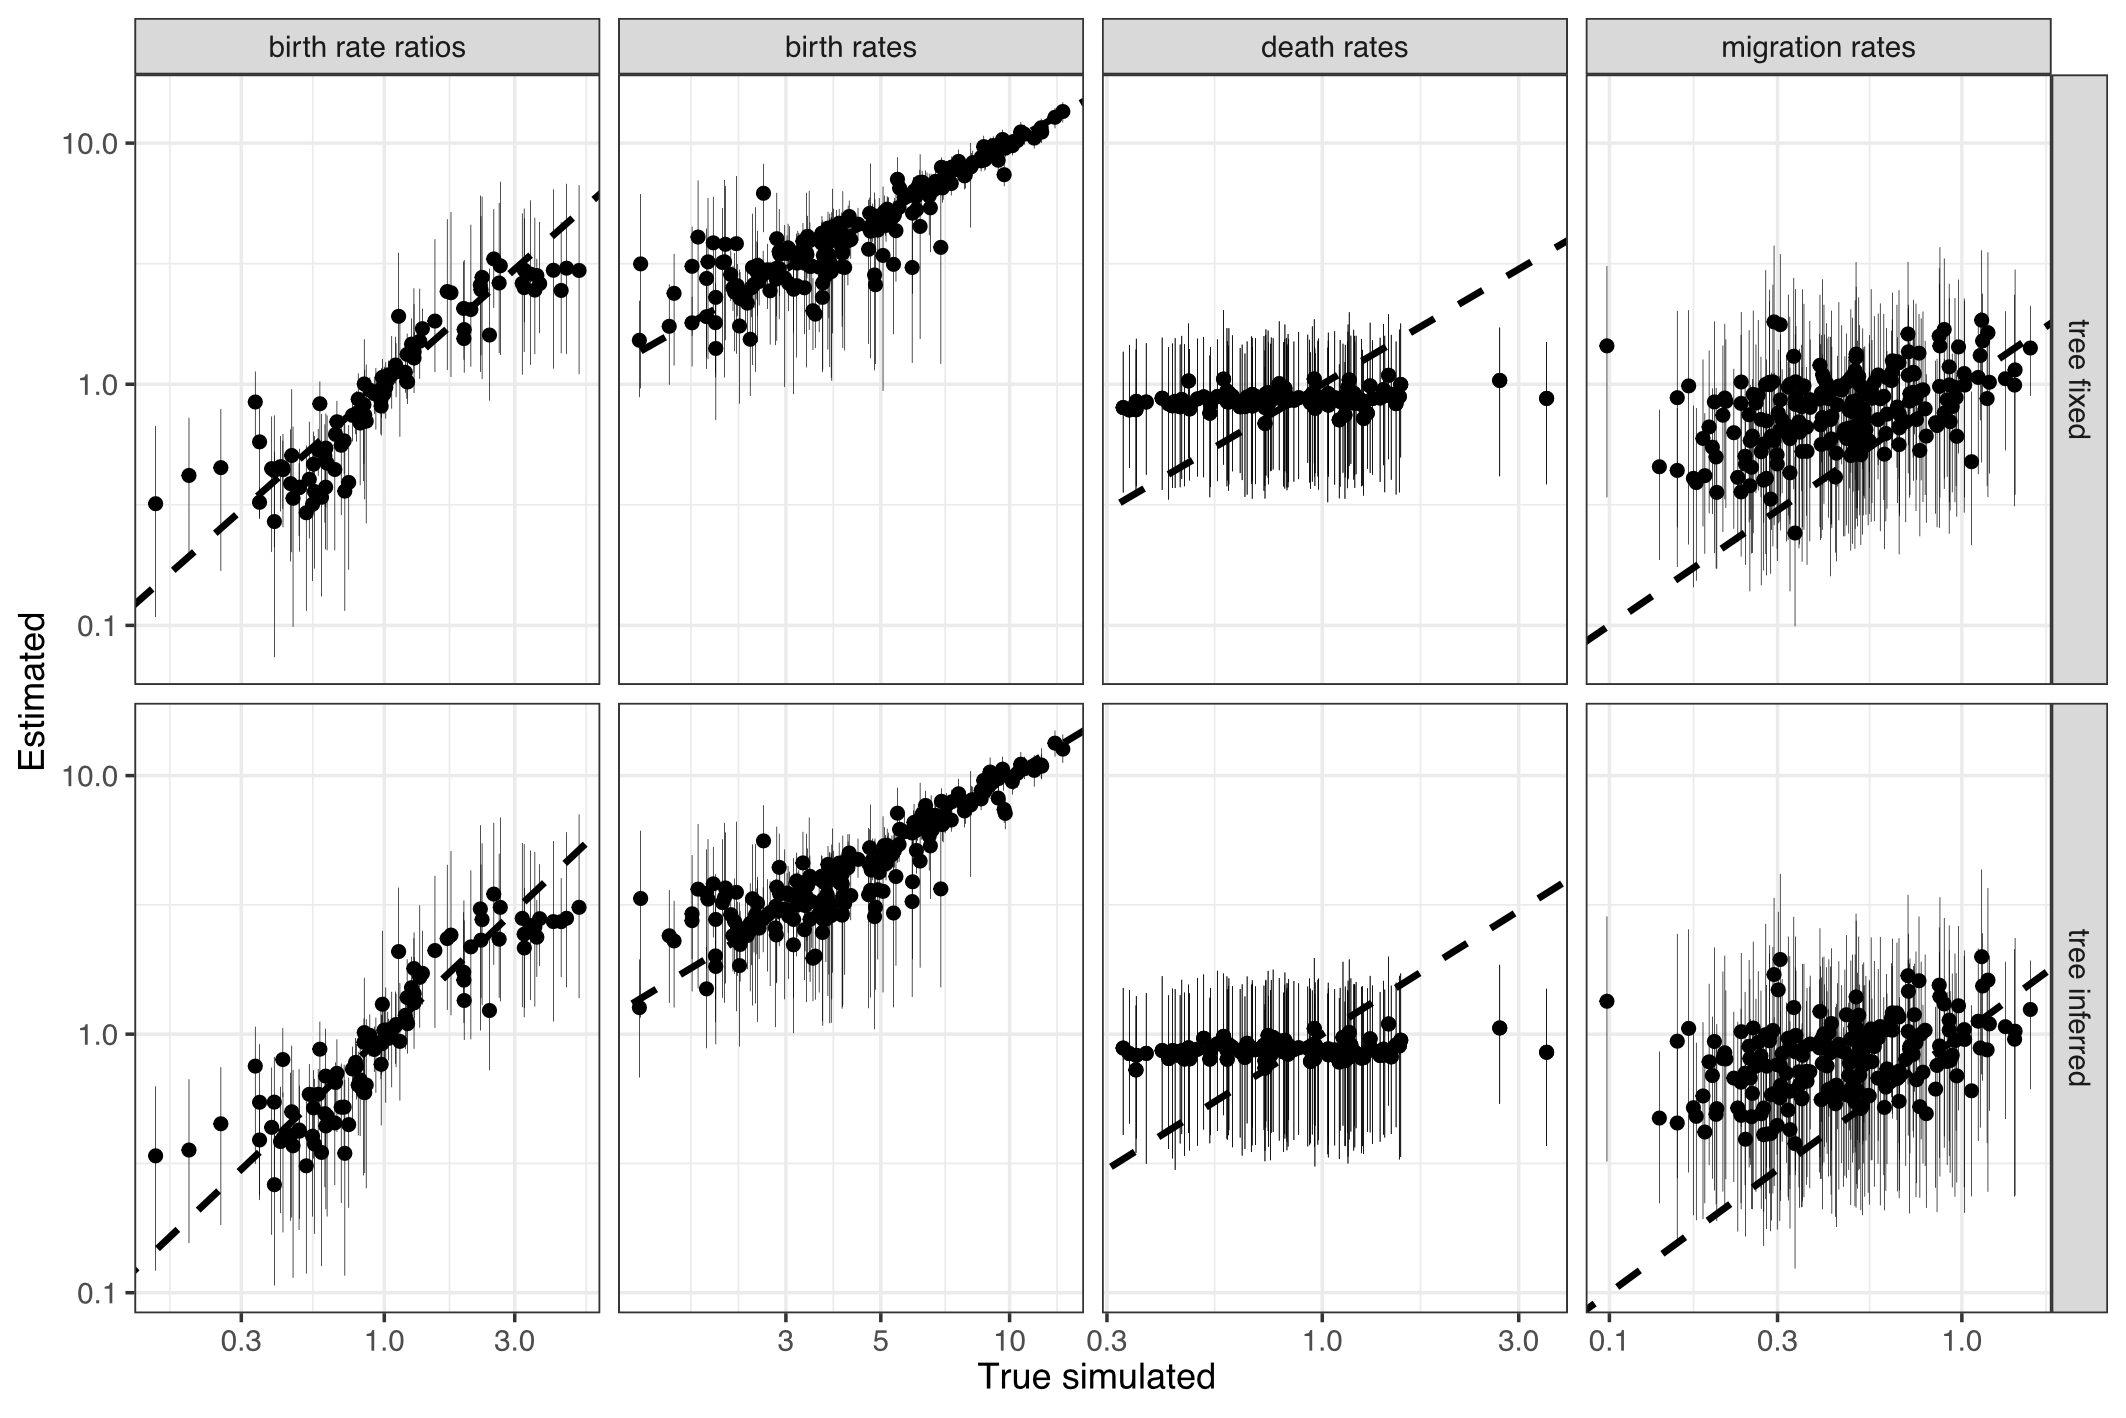 birth rate ratios
birth rates
death rates
migration rates
10.0
1.0
0.1
tree fixed
Estimated
10.0
1.0
0.1
tree inferred
0.3 1.0 3.0
3 5 10
0.3 1.0 3.0
0.1 0.3 1.0
True simulated